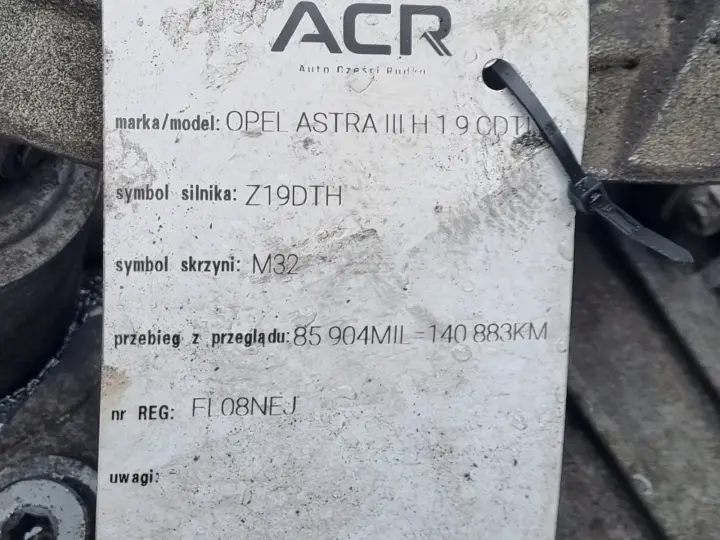 ACR
Auto Części Rudko
marka/model: OPEL ASTRA III H 1.9 CDTI
symbol silnika: Z19DTH
symbol skrzyni: M32
przebieg z przeglądu: 85 904MIL=140 883KM
nr REG: FL08NEJ
uwagi: